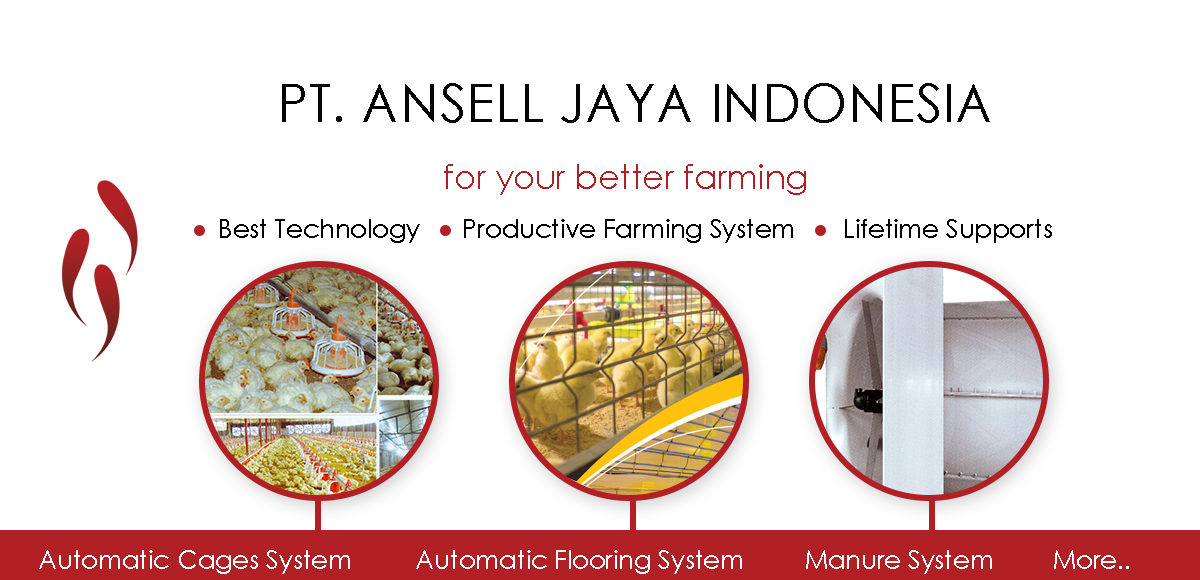 PT. ANSELL JAYA INDONESIA
for your better farming
• Best Technology • Productive Farming System • Lifetime Supports
Automatic Cages System Automatic Flooring System Manure System More..